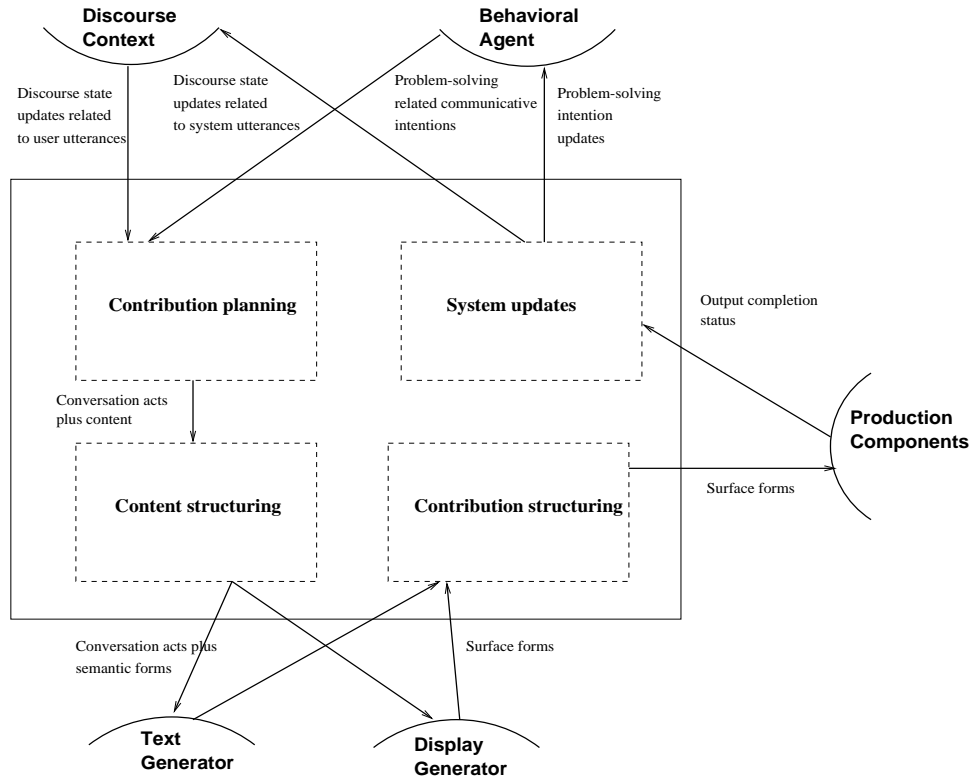 Discourse
Context
Behavioral
Agent
Discourse state
updates related
to user utterances
Discourse state
updates related
to system utterances
Problem-solving
related communicative
intentions
Problem-solving
intention
updates
Contribution planning
System updates
Output completion
status
Conversation acts
plus content
Production
Components
Content structuring
Contribution structuring
Surface forms
Conversation acts plus
semantic forms
Surface forms
Text
Generator
Display
Generator